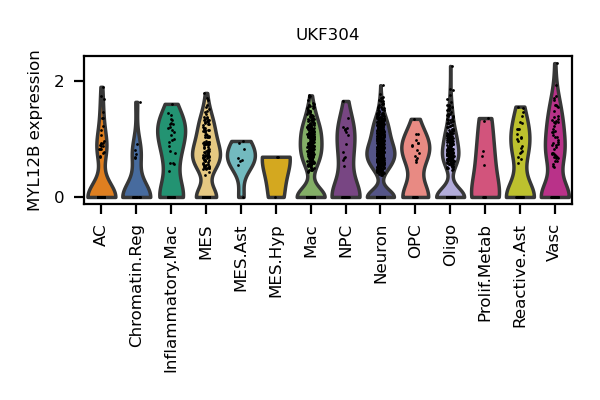 UKF304
MYL12B expression
2
0
AC
Chromatin.Reg
Inflammatory.Mac
MES
MES.Ast
MES.Hyp
Mac
NPC
Neuron
OPC
Oligo
Prolif.Metab
Reactive.Ast
Vasc